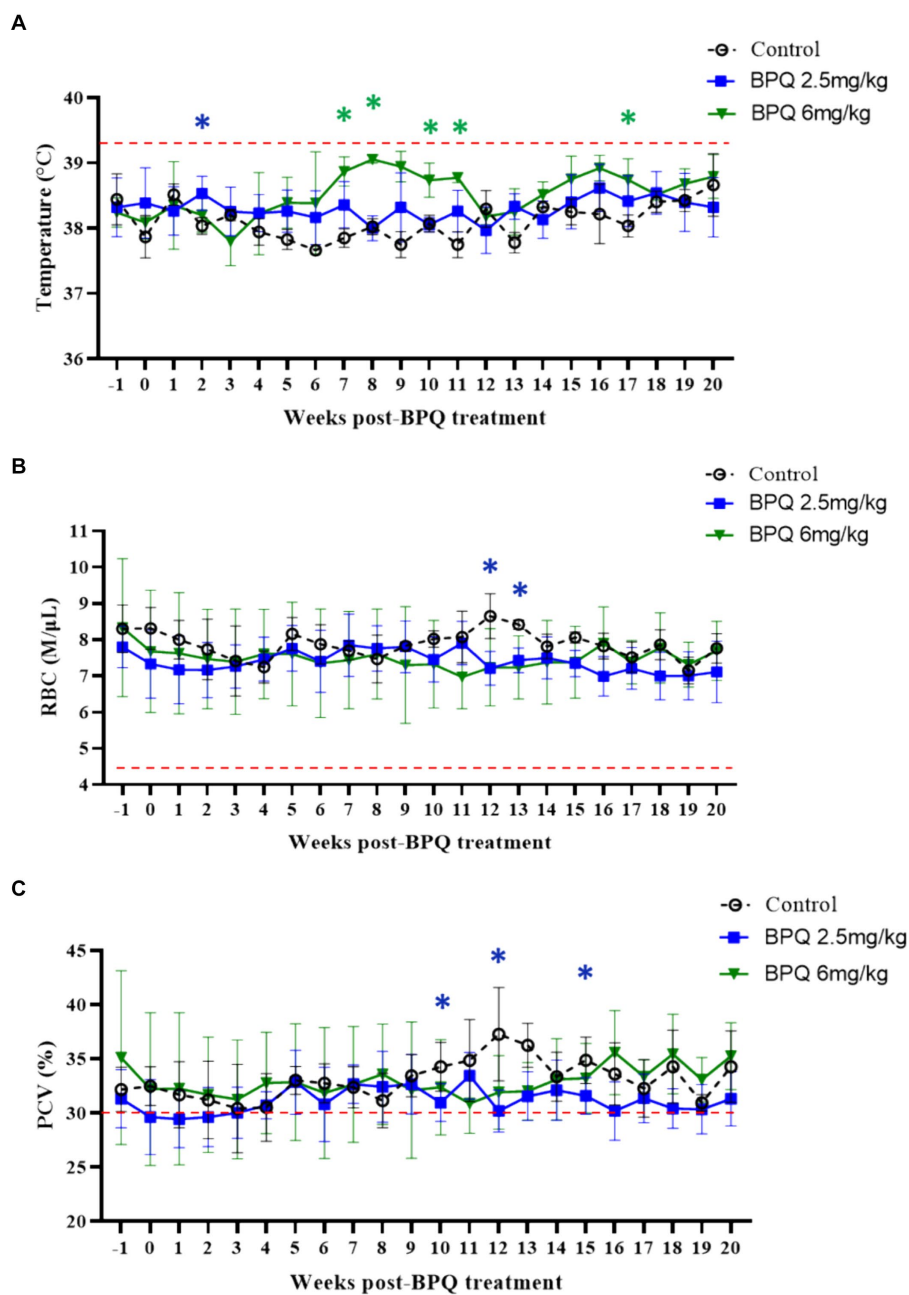 A
Control
BPQ 2.5mg/kg
BPQ 6mg/kg
Temperature (°C)
40
39
38
37
36
* * * * * *
-1 0 1 2 3 4 5 6 7 8 9 10 11 12 13 14 15 16 17 18 19 20
Weeks post-BPQ treatment
B
Control
BPQ 2.5mg/kg
BPQ 6mg/kg
RBC (M/µL)
11
10
9
8
7
6
5
4
* *
-1 0 1 2 3 4 5 6 7 8 9 10 11 12 13 14 15 16 17 18 19 20
Weeks post-BPQ treatment
C
Control
BPQ 2.5mg/kg
BPQ 6mg/kg
PCV (%)
45
40
35
30
25
20
* * *
-1 0 1 2 3 4 5 6 7 8 9 10 11 12 13 14 15 16 17 18 19 20
Weeks post-BPQ treatment